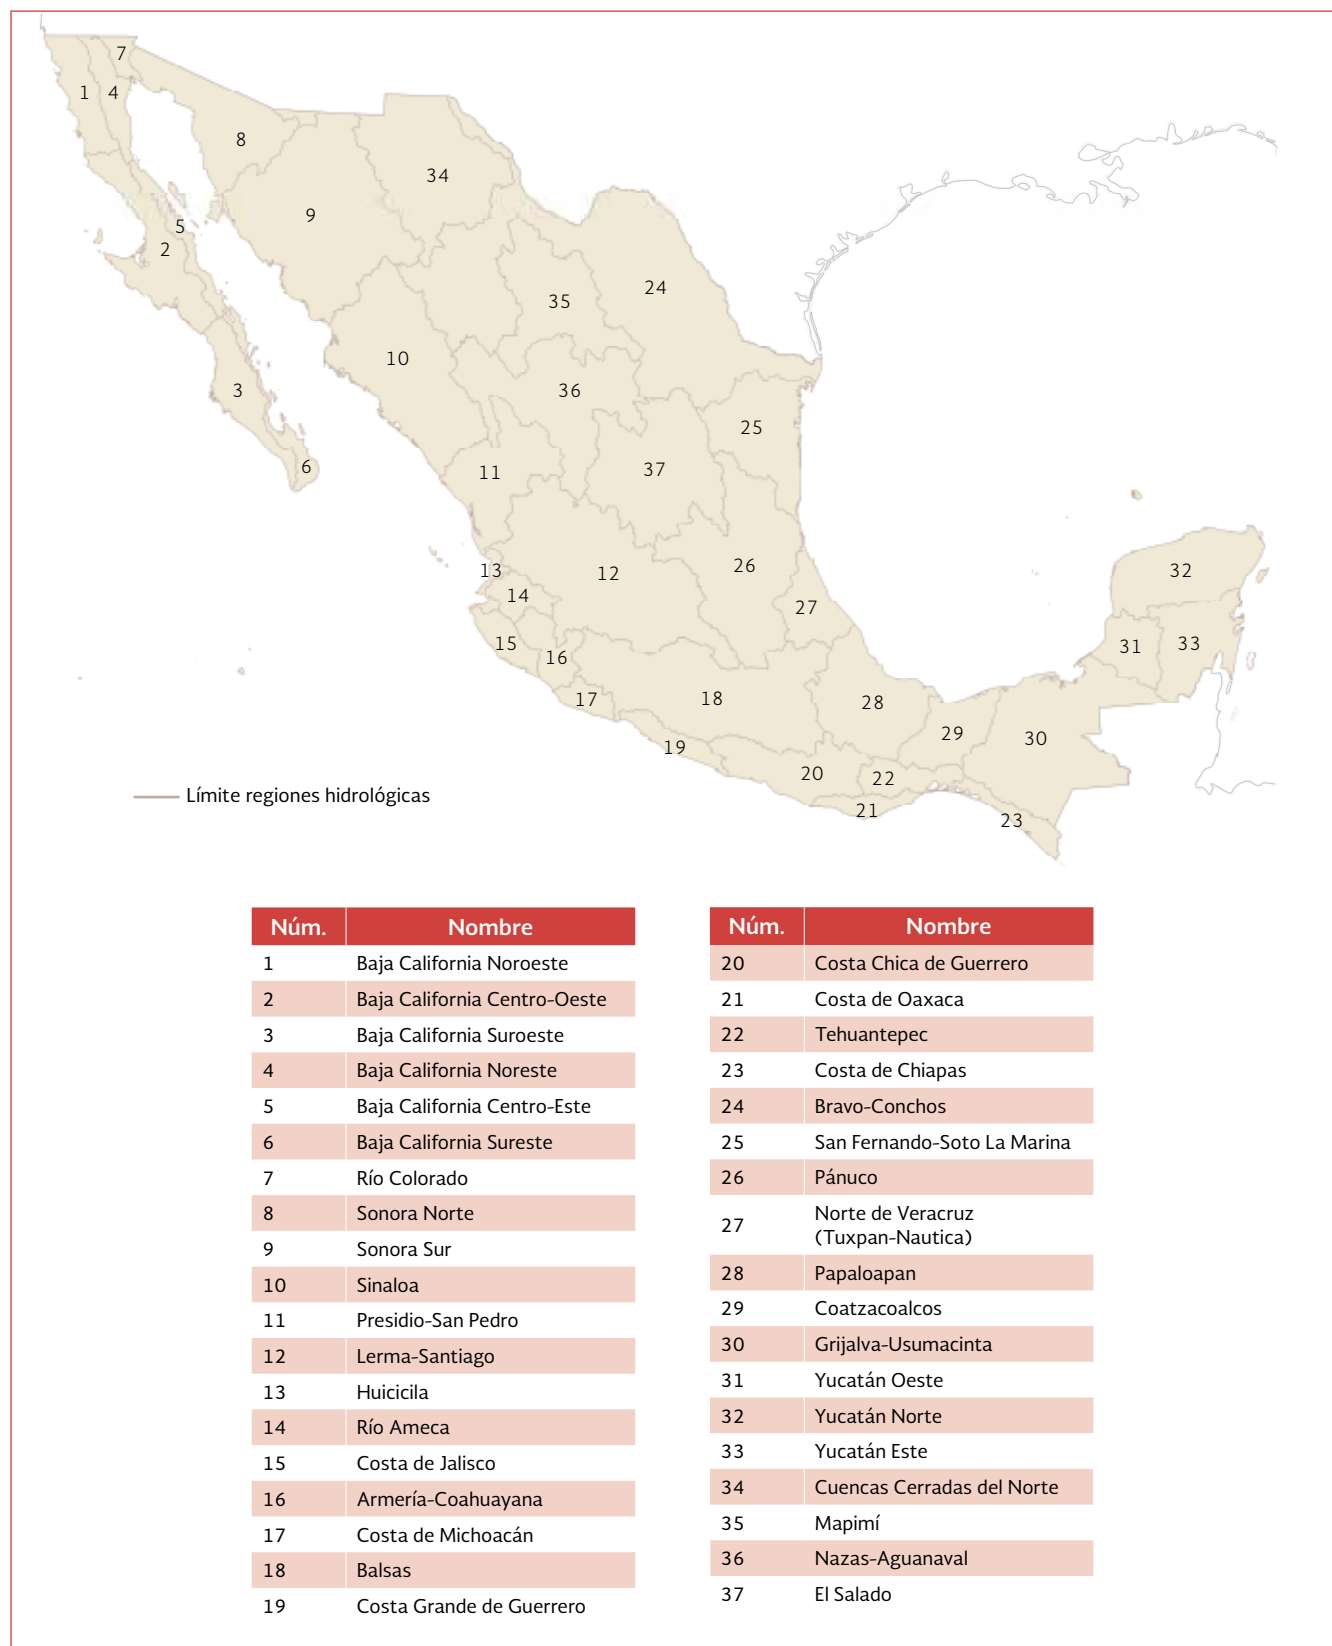 7
1
4
8
34
9
5
2
35
24
10
36
3
25
6
11
37
13
12
26
32
14
27
15
16
31
33
17
18
28
19
29
30
20
22
21
23
Límite regiones hidrológicas
Núm. Nombre
1 Baja California Noroeste
2 Baja California Centro-Oeste
3 Baja California Suroeste
4 Baja California Noreste
5 Baja California Centro-Este
6 Baja California Sureste
7 Río Colorado
8 Sonora Norte
9 Sonora Sur
10 Sinaloa
11 Presidio-San Pedro
12 Lerma-Santiago
13 Huicicila
14 Río Ameca
15 Costa de Jalisco
16 Armería-Coahuayana
17 Costa de Michoacán
18 Balsas
19 Costa Grande de Guerrero
Núm. Nombre
20 Costa Chica de Guerrero
21 Costa de Oaxaca
22 Tehuantepec
23 Costa de Chiapas
24 Bravo-Conchos
25 San Fernando-Soto La Marina
26 Pánuco
27 Norte de Veracruz
(Tuxpan-Nautica)
28 Papaloapan
29 Coatzacoalcos
30 Grijalva-Usumacinta
31 Yucatán Oeste
32 Yucatán Norte
33 Yucatán Este
34 Cuencas Cerradas del Norte
35 Mapimí
36 Nazas-Aguanaval
37 El Salado